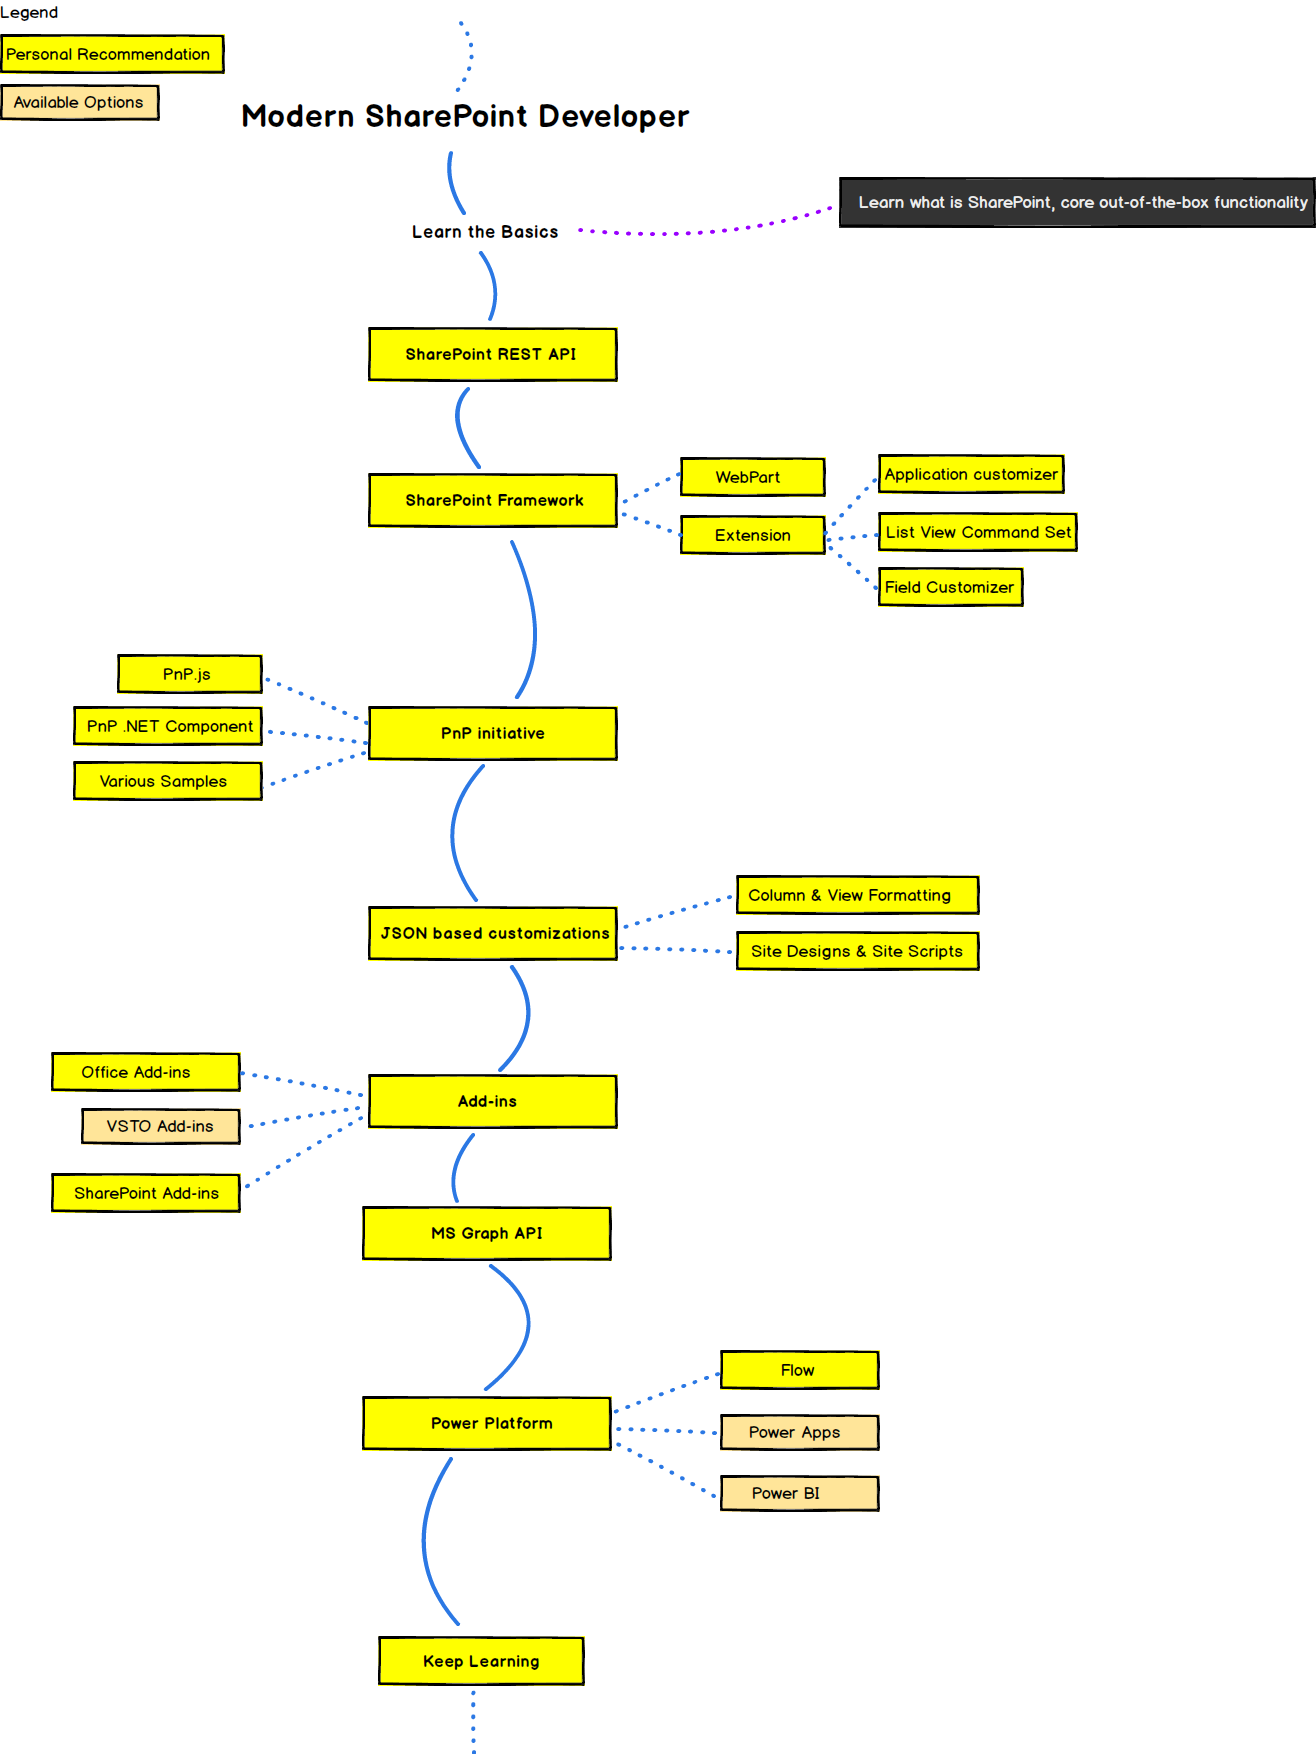 Legend
Personal Recommendation
Available Options
Modern SharePoint Developer
Learn what is SharePoint, core out-of-the-box functionality
Learn the Basics
SharePoint REST API
SharePoint Framework
WebPart
Extension
Application customizer
List View Command Set
Field Customizer
PnP.js
PnP .NET Component
Various Samples
PnP initiative
JSON based customizations
Column & View Formatting
Site Designs & Site Scripts
Office Add-ins
VSTO Add-ins
SharePoint Add-ins
Add-ins
MS Graph API
Power Platform
Flow
Power Apps
Power BI
Keep Learning